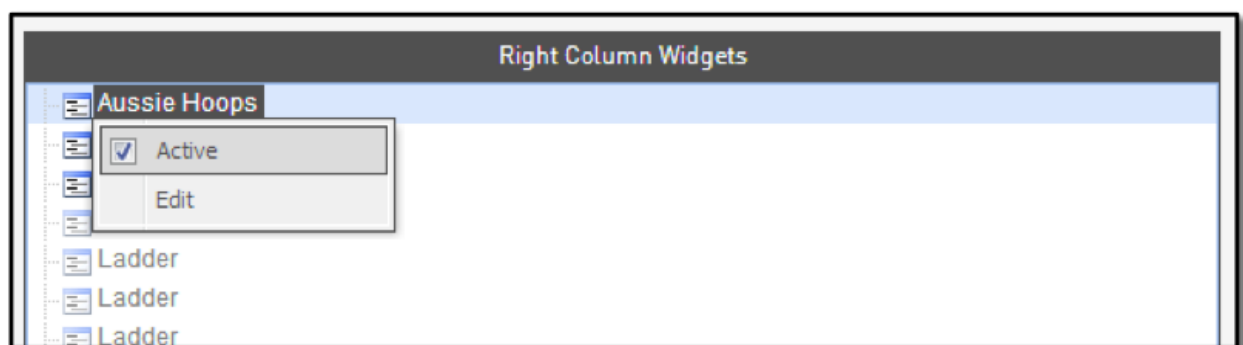 Right Column Widgets
Aussie Hoops
Active
Edit
Ladder
Ladder
Ladder